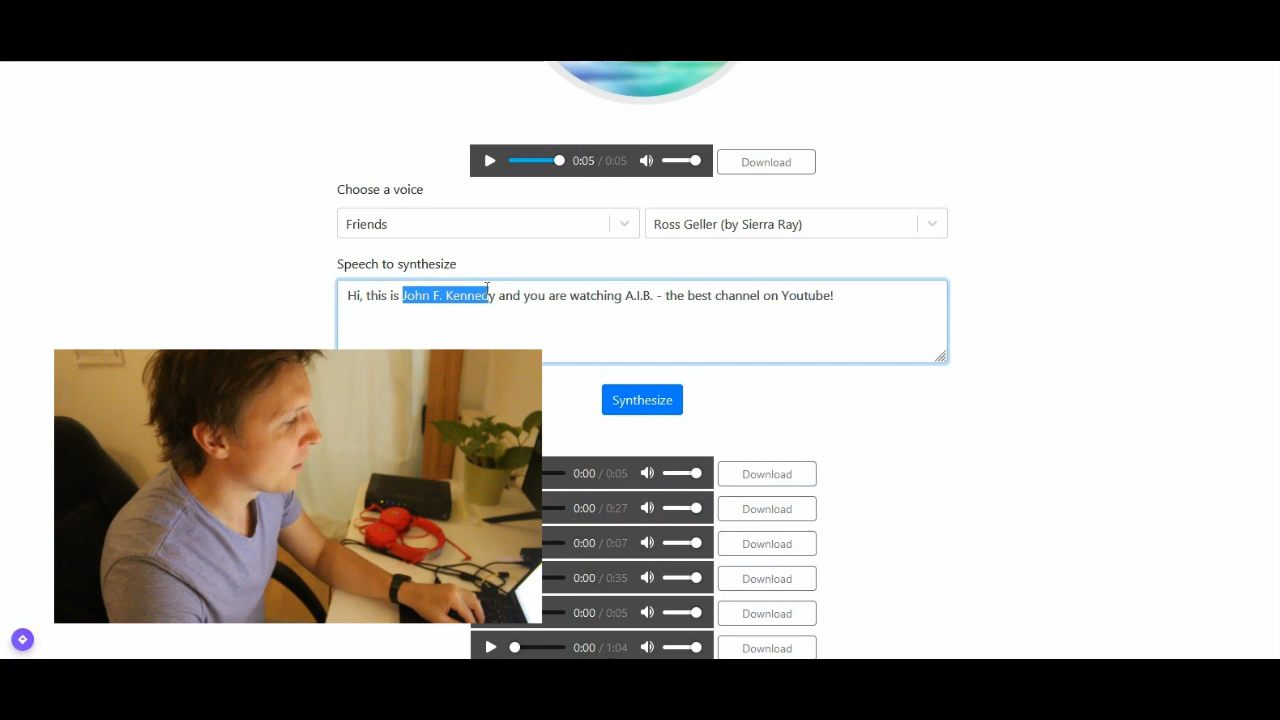 0:05 / 0:05
Download
Choose a voice
Friends
Ross Geller (by Sierra Ray)
Speech to synthesize
Hi, this is John F. Kennedy and you are watching A.I.B. - the best channel on Youtube!
Synthesize
0:00 / 0:05
Download
0:00 / 0:27
Download
0:00 / 0:07
Download
0:00 / 0:35
Download
0:00 / 0:05
Download
0:00 / 1:04
Download